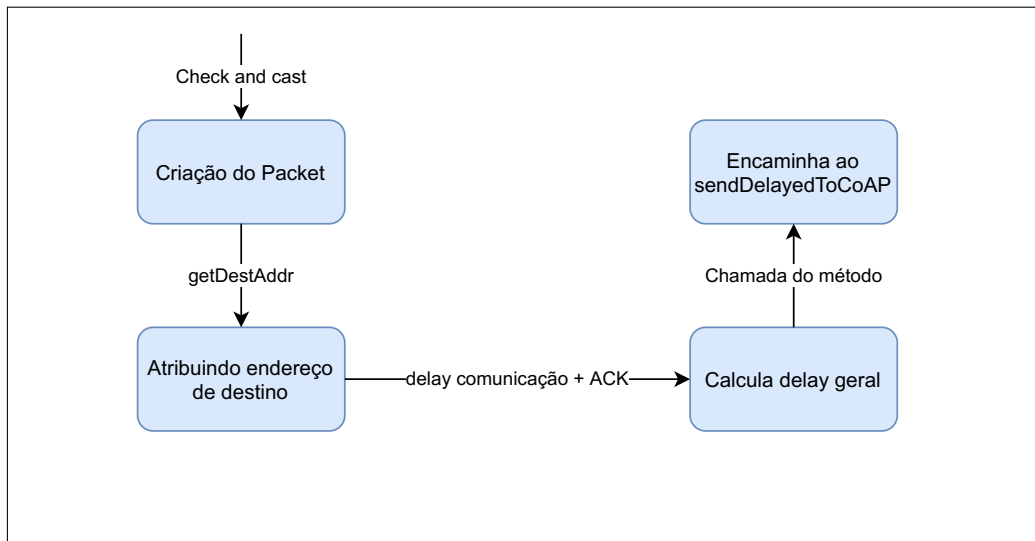 Check and cast
Criação do Packet
getDestAddr
Atribuindo endereço
de destino
delay comunicação + ACK
Calcula delay geral
Chamada do método
Encaminha ao
sendDelayedToCoAP